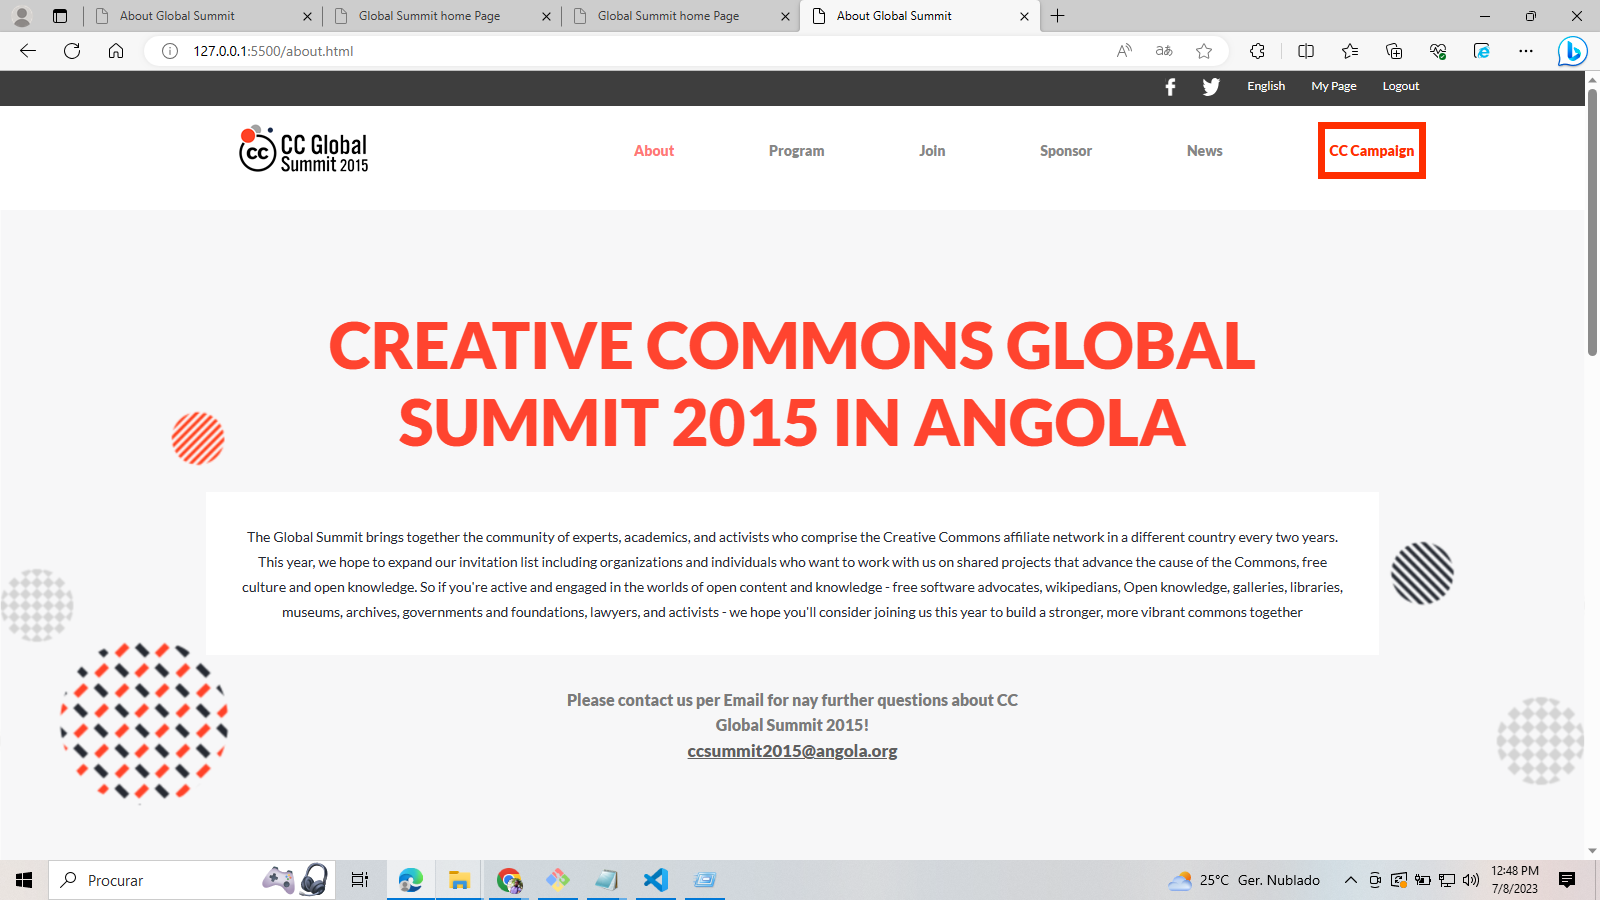 About Global Summit
Global Summit home Page
Global Summit home Page
About Global Summit
127.0.0.1:5500/about.html
English
My Page
Logout
CC Global
Summit 2015
About
Program
Join
Sponsor
News
CC Campaign
CREATIVE COMMONS GLOBAL
SUMMIT 2015 IN ANGOLA
The Global Summit brings together the community of experts, academics, and activists who comprise the Creative Commons affiliate network in a different country every two years.
This year, we hope to expand our invitation list including organizations and individuals who want to work with us on shared projects that advance the cause of the Commons, free
culture and open knowledge. So if you're active and engaged in the worlds of open content and knowledge - free software advocates, wikipedians, Open knowledge, galleries, libraries,
museums, archives, governments and foundations, lawyers, and activists - we hope you'll consider joining us this year to build a stronger, more vibrant commons together
Please contact us per Email for nay further questions about CC
Global Summit 2015!
ccsummit2015@angola.org
Procurar
25°C Ger. Nublado
12:48 PM
7/8/2023